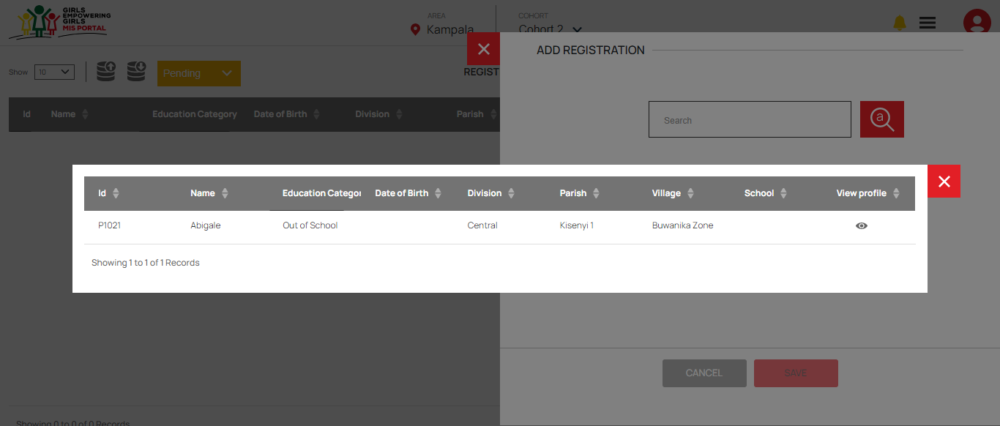 GIRLS
EMPOWERING
GIRLS
MIS PORTAL
AREA
Kampala
COHORT
Cohort 2
ADD REGISTRATION
Show 10
Pending
REGIST
Id Name Education Category Date of Birth Division Parish
Search
a
Id Name Education Categor Date of Birth Division Parish Village School View profile
P1021 Abigale Out of School Central Kisenyi 1 Buwanika Zone
Showing 1 to 1 of 1 Records
CANCEL SAVE
Showing 0 to 0 of 0 Records